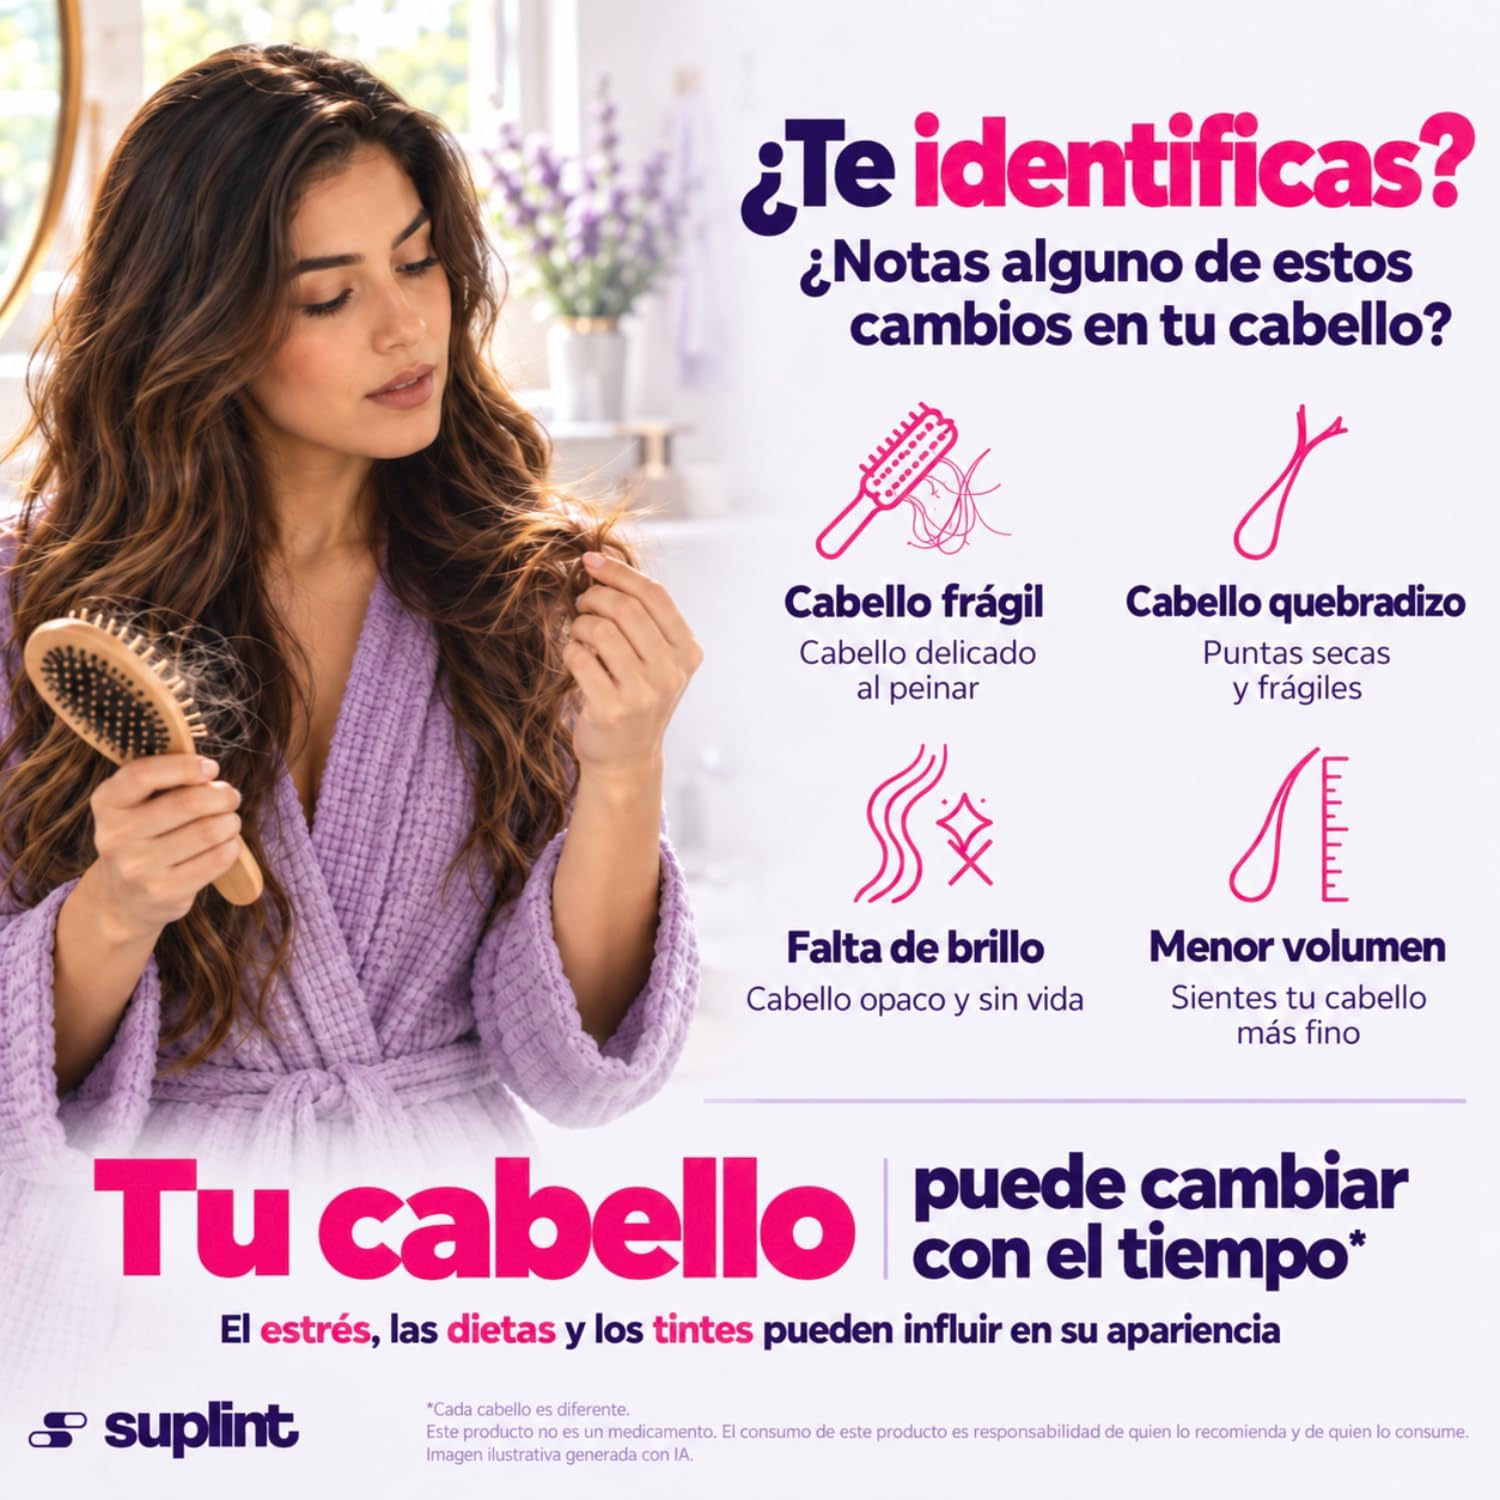 ¿Te identificas?
¿Notas alguno de estos
cambios en tu cabello?
Cabello frágil
Cabello delicado
al peinar
Cabello quebradizo
Puntas secas
y frágiles
Falta de brillo
Cabello opaco y sin vida
Menor volumen
Sientes tu cabello
más fino
Tu cabello
puede cambiar
con el tiempo*
El estrés, las dietas y los tintes pueden influir en su apariencia
suplint
*Cada cabello es diferente.
Este producto no es un medicamento. El consumo de este producto es responsabilidad de quien lo recomienda y de quien lo consume.
Imagen ilustrativa generada con IA.